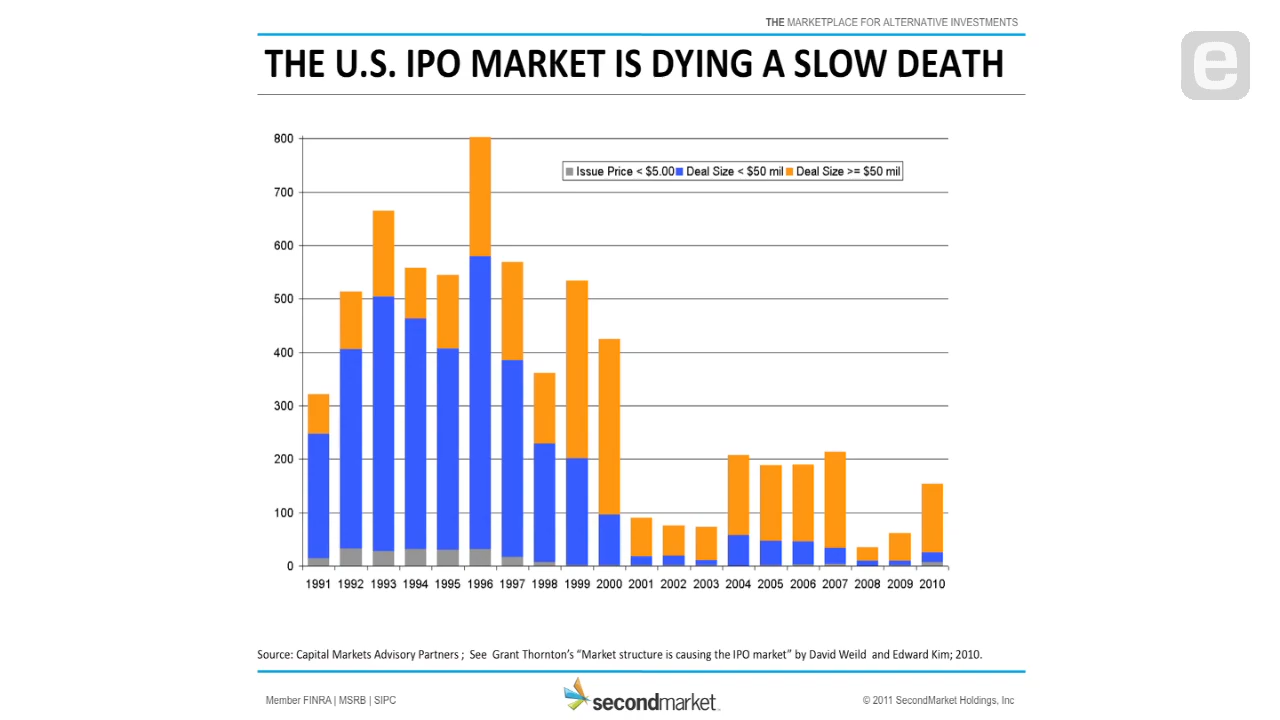 THE MARKETPLACE FOR ALTERNATIVE INVESTMENTS
THE U.S. IPO MARKET IS DYING A SLOW DEATH
e
800
Issue Price < $5.00 Deal Size < $50 mil Deal Size >= $50 mil
700
600
500
400
300
200
100
0
1991 1992 1993 1994 1995 1996 1997 1998 1999 2000 2001 2002 2003 2004 2005 2006 2007 2008 2009 2010
Source: Capital Markets Advisory Partners ; See Grant Thornton's “Market structure is causing the IPO market” by David Weild and Edward Kim; 2010.
Member FINRA | MSRB | SIPC
secondmarket
© 2011 SecondMarket Holdings, Inc